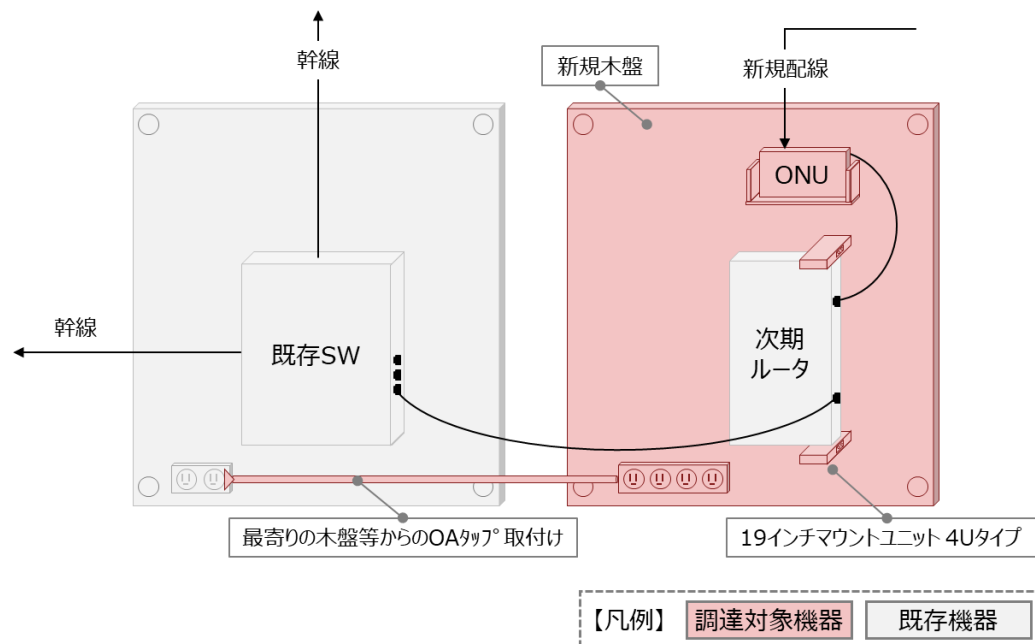 幹線
新規木盤
新規配線
ONU
幹線
既存SW
次期
ルータ
最寄りの木盤等からのOAタップ取付け
19インチマウントユニット 4Uタイプ
【凡例】
調達対象機器
既存機器